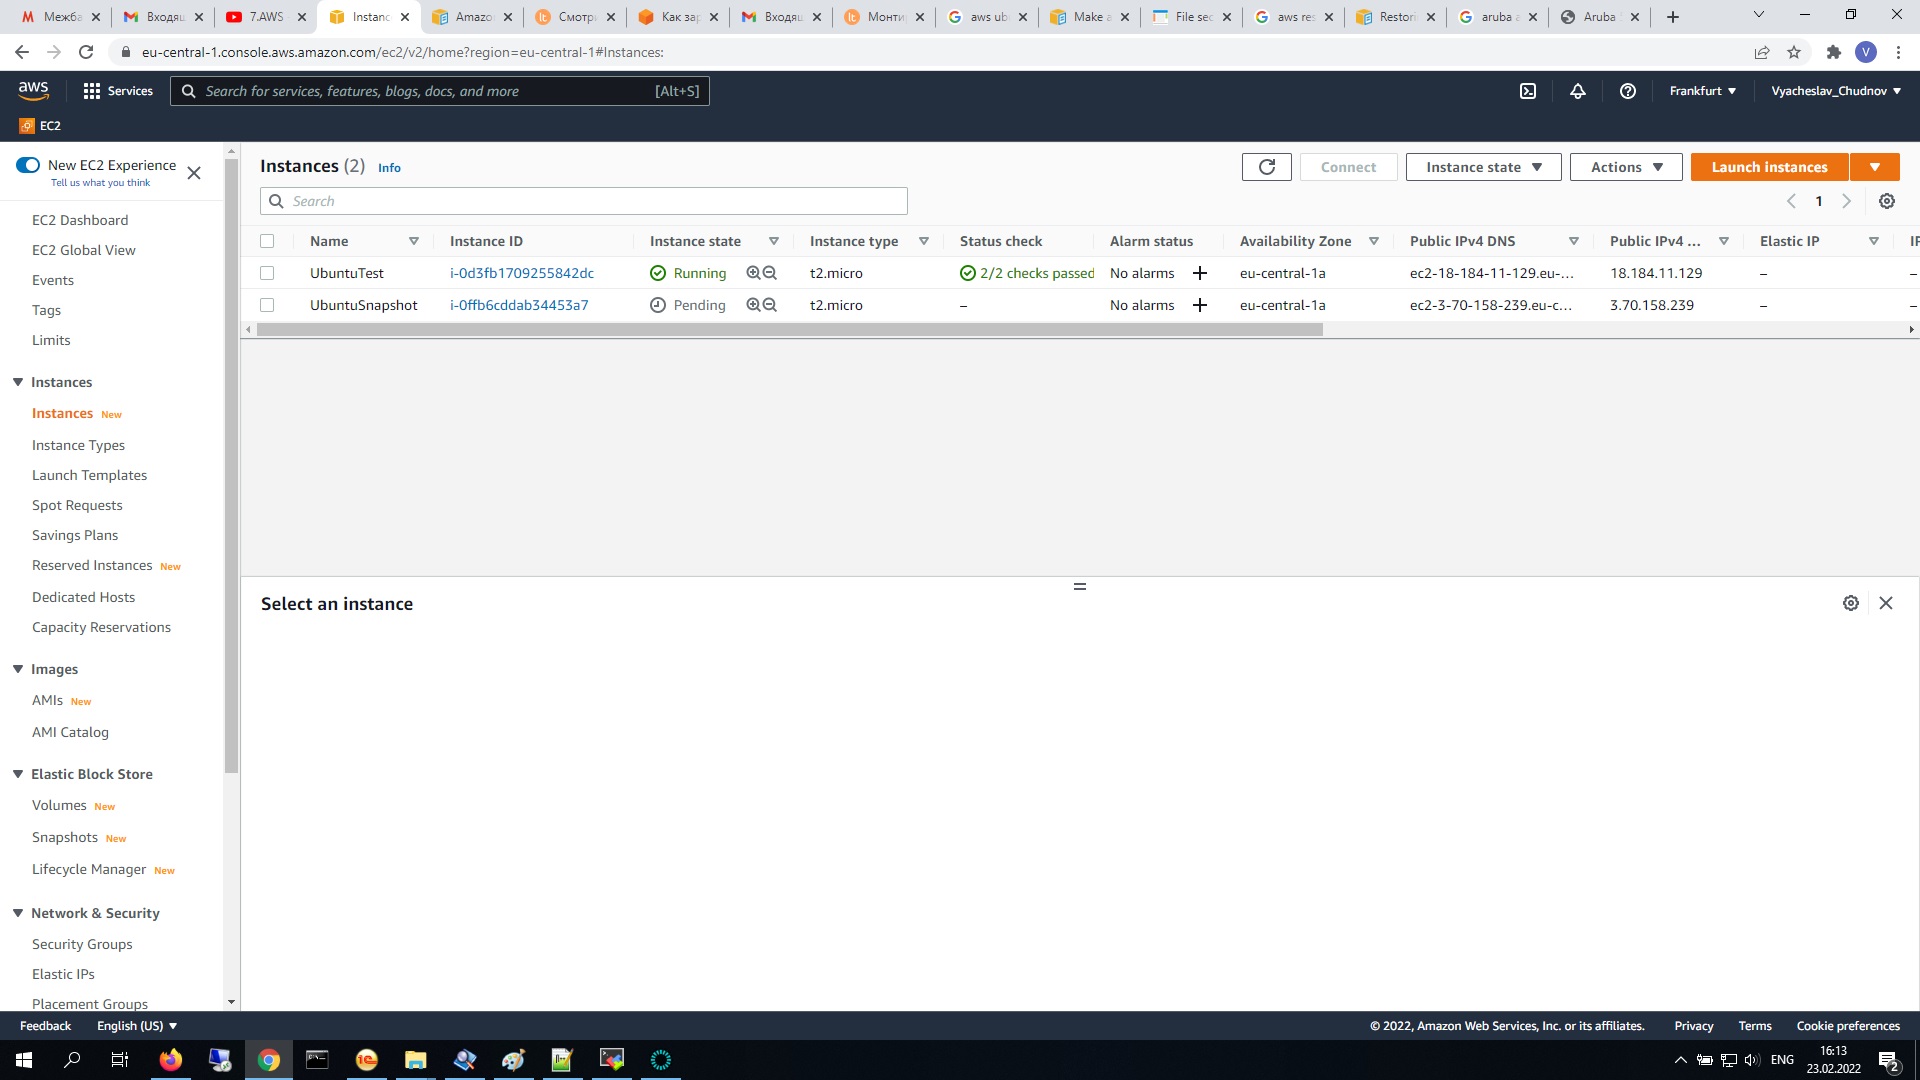 Межба
Входящ
7.AWS
Instanc
Amazo
Смотри
Как зар
Входящ
Монти
aws ub
Make a
File sec
aws res
Restori
aruba a
Aruba
eu-central-1.console.aws.amazon.com/ec2/v2/home?region=eu-central-1#Instances:
V
aws
Services
Search for services, features, blogs, docs, and more
[Alt+S]
Frankfurt
Vyacheslav_Chudnov
EC2
New EC2 Experience
Tell us what you think
EC2 Dashboard
EC2 Global View
Events
Tags
Limits
Instances
Instances New
Instance Types
Launch Templates
Spot Requests
Savings Plans
Reserved Instances New
Dedicated Hosts
Capacity Reservations
Images
AMIs New
AMI Catalog
Elastic Block Store
Volumes New
Snapshots New
Lifecycle Manager New
Network & Security
Security Groups
Elastic IPs
Placement Groups
Instances (2) Info
Connect
Instance state
Actions
Launch instances
Search
1
Name Instance ID Instance state Instance type Status check Alarm status Availability Zone Public IPv4 DNS Public IPv4 ... Elastic IP IP
UbuntuTest i-0d3fb1709255842dc Running t2.micro 2/2 checks passed No alarms + eu-central-1a ec2-18-184-11-129.eu-... 18.184.11.129 – –
UbuntuSnapshot i-0ffb6cddab34453a7 Pending t2.micro – No alarms + eu-central-1a ec2-3-70-158-239.eu-c... 3.70.158.239 – –
Select an instance
Feedback English (US)
© 2022, Amazon Web Services, Inc. or its affiliates. Privacy Terms Cookie preferences
ENG
16:13
23.02.2022
2